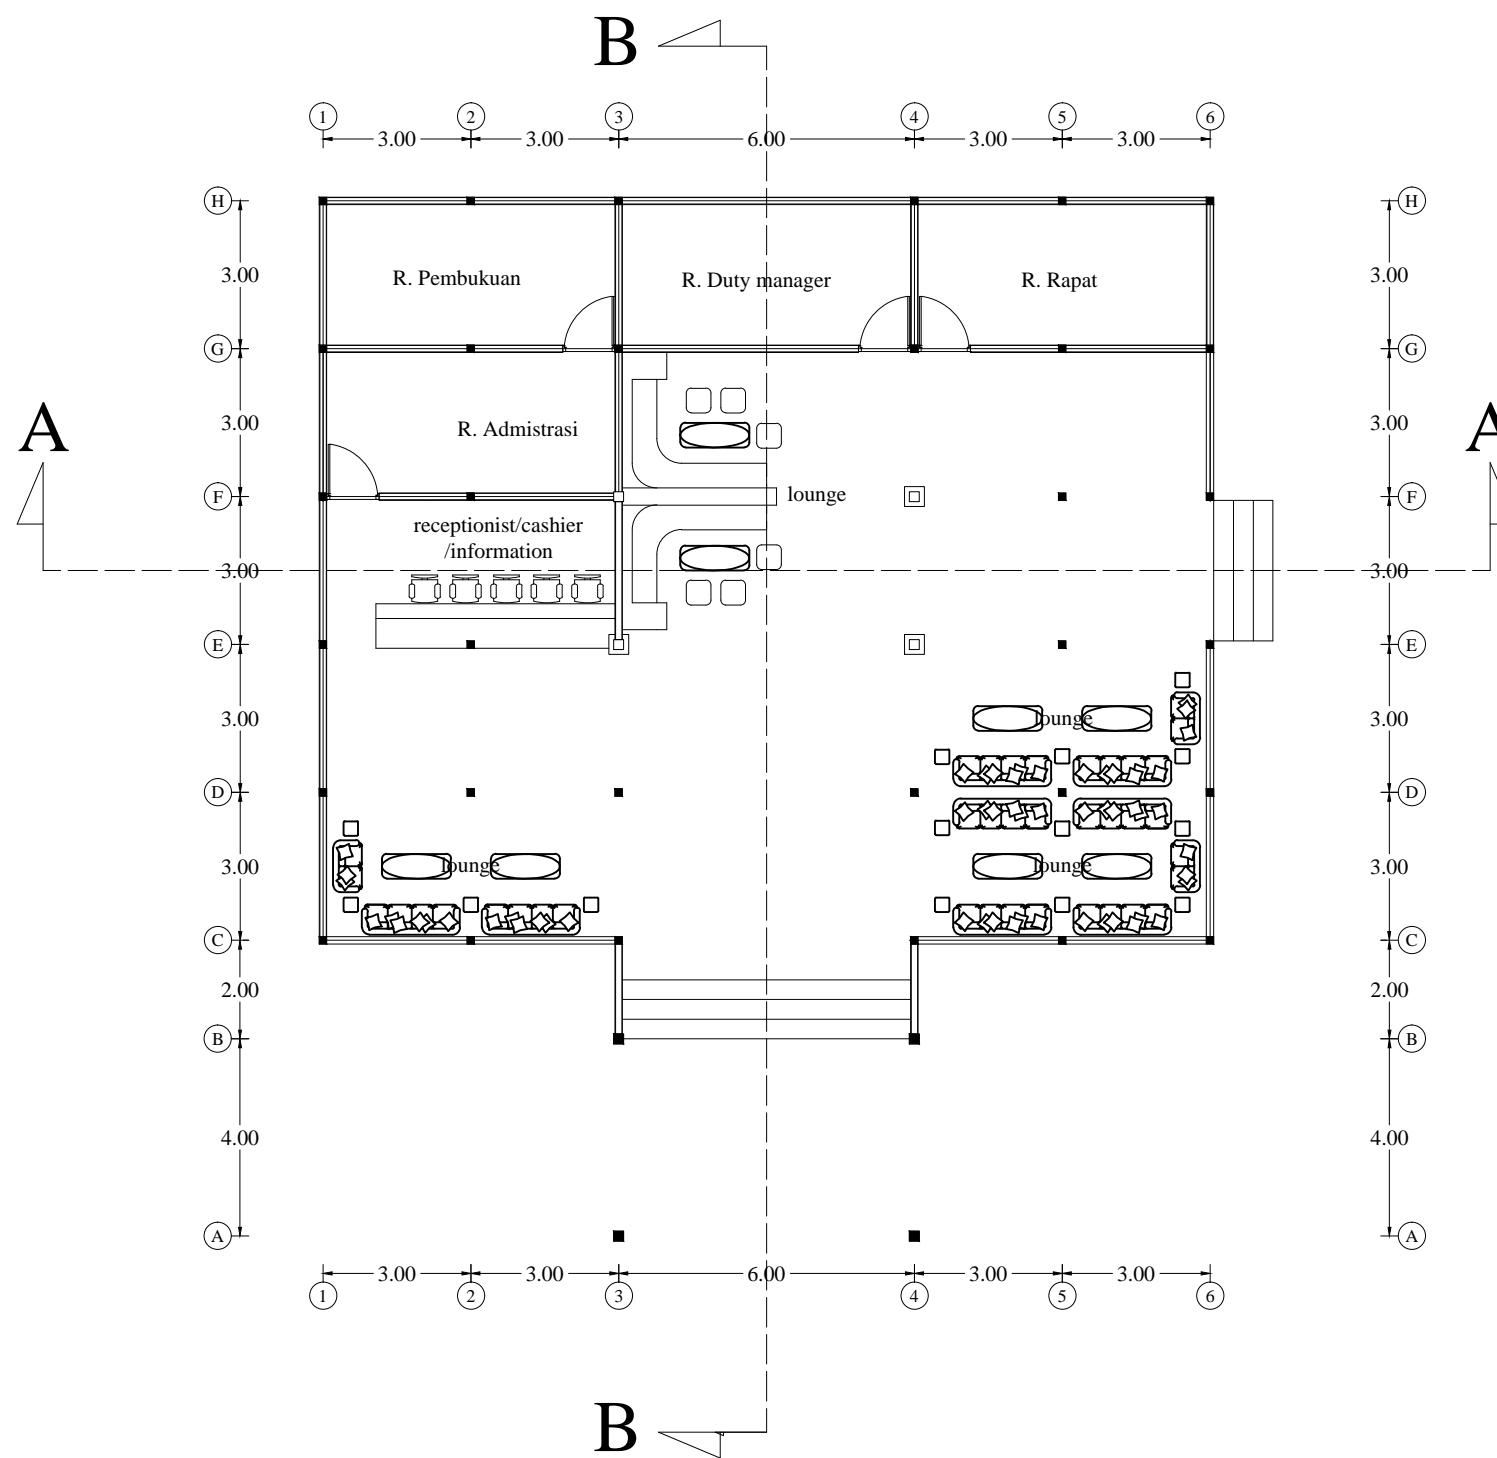 B
1 2 3 4 5 6
3.00 3.00 6.00 3.00 3.00
H H
3.00 R. Pembukuan R. Duty manager R. Rapat 3.00
G G
3.00 3.00
A A
R. Admistrasi
F lounge F
receptionist/cashier
/information
3.00 3.00
E E
3.00 lounge 3.00
D D
3.00 lounge lounge 3.00
C C
2.00 2.00
B B
4.00 4.00
A A
3.00 3.00 6.00 3.00 3.00
1 2 3 4 5 6
B